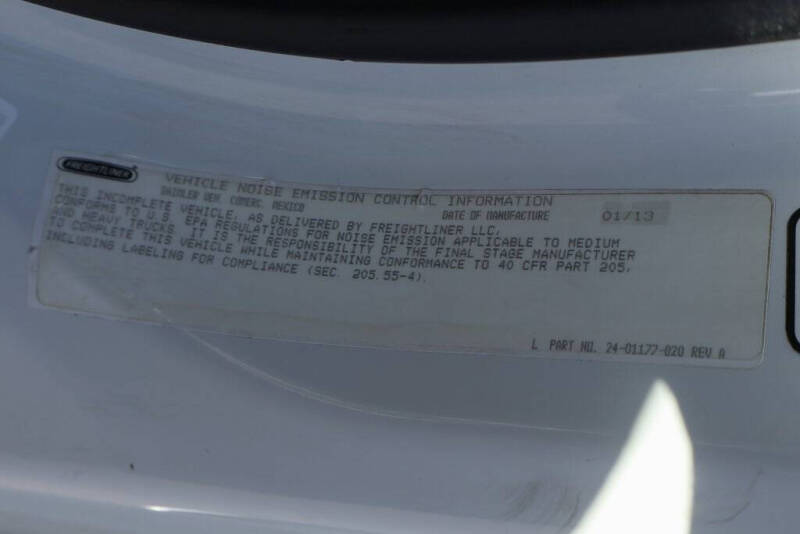 FREIGHTLINER
VEHICLE NOISE EMISSION CONTROL INFORMATION
DAIMLER VEH. COMERC. MEXICO DATE OF MANUFACTURE 01/13
THIS INCOMPLETE VEHICLE, AS DELIVERED BY FREIGHTLINER LLC,
CONFORMS TO U.S. EPA REGULATIONS FOR NOISE EMISSION APPLICABLE TO MEDIUM
AND HEAVY TRUCKS. IT IS THE RESPONSIBILITY OF THE FINAL STAGE MANUFACTURER
TO COMPLETE THIS VEHICLE WHILE MAINTAINING CONFORMANCE TO 40 CFR PART 205,
INCLUDING LABELING FOR COMPLIANCE (SEC. 205.55-4).
L PART NO. 24-01177-020 REV A